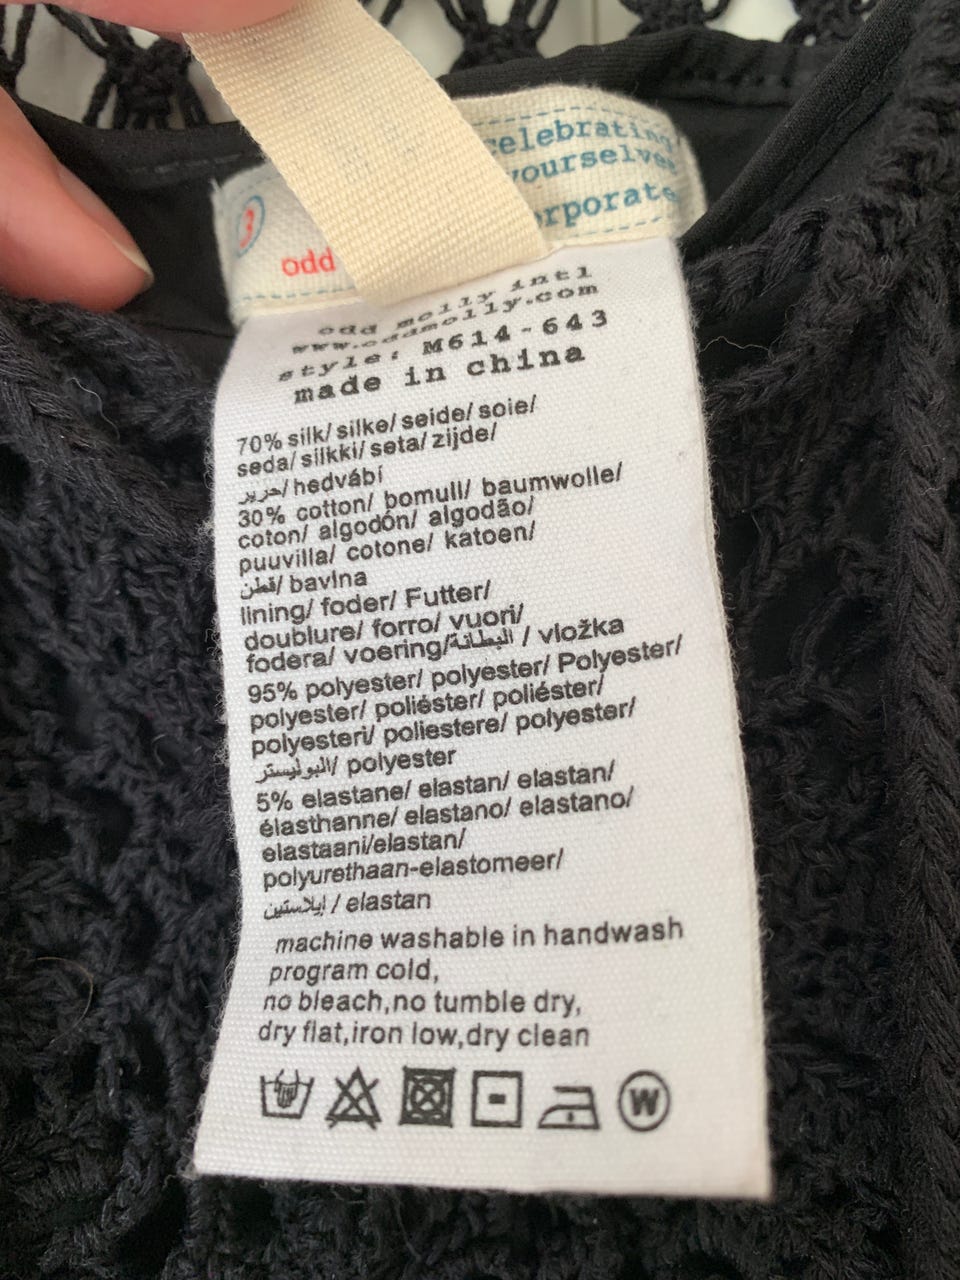 celebrating
yourselves
3
odd
odd molly intl
www.oddmolly.com
style: M614-643
made in china
70% silk/ silke/ seide/ soie/
seda/ silkki/ seta/ zijde/
حرير/ hedvábí
30% cotton/ bomull/ baumwolle/
coton/ algodón/ algodão/
puuvilla/ cotone/ katoen/
قطن/ bavlna
lining/ foder/ Futter/
doublure/ forro/ vuori/
fodera/ voering/البطانة / vložka
95% polyester/ polyester/ Polyester/
polyester/ poliéster/ poliéster/
polyesteri/ poliestere/ polyester/
البوليستر/ polyester
5% elastane/ elastan/ elastan/
élasthanne/ elastano/ elastano/
elastaani/elastan/
polyurethaan-elastomeer/
إيلاستين / elastan
machine washable in handwash
program cold,
no bleach,no tumble dry,
dry flat,iron low,dry clean
W